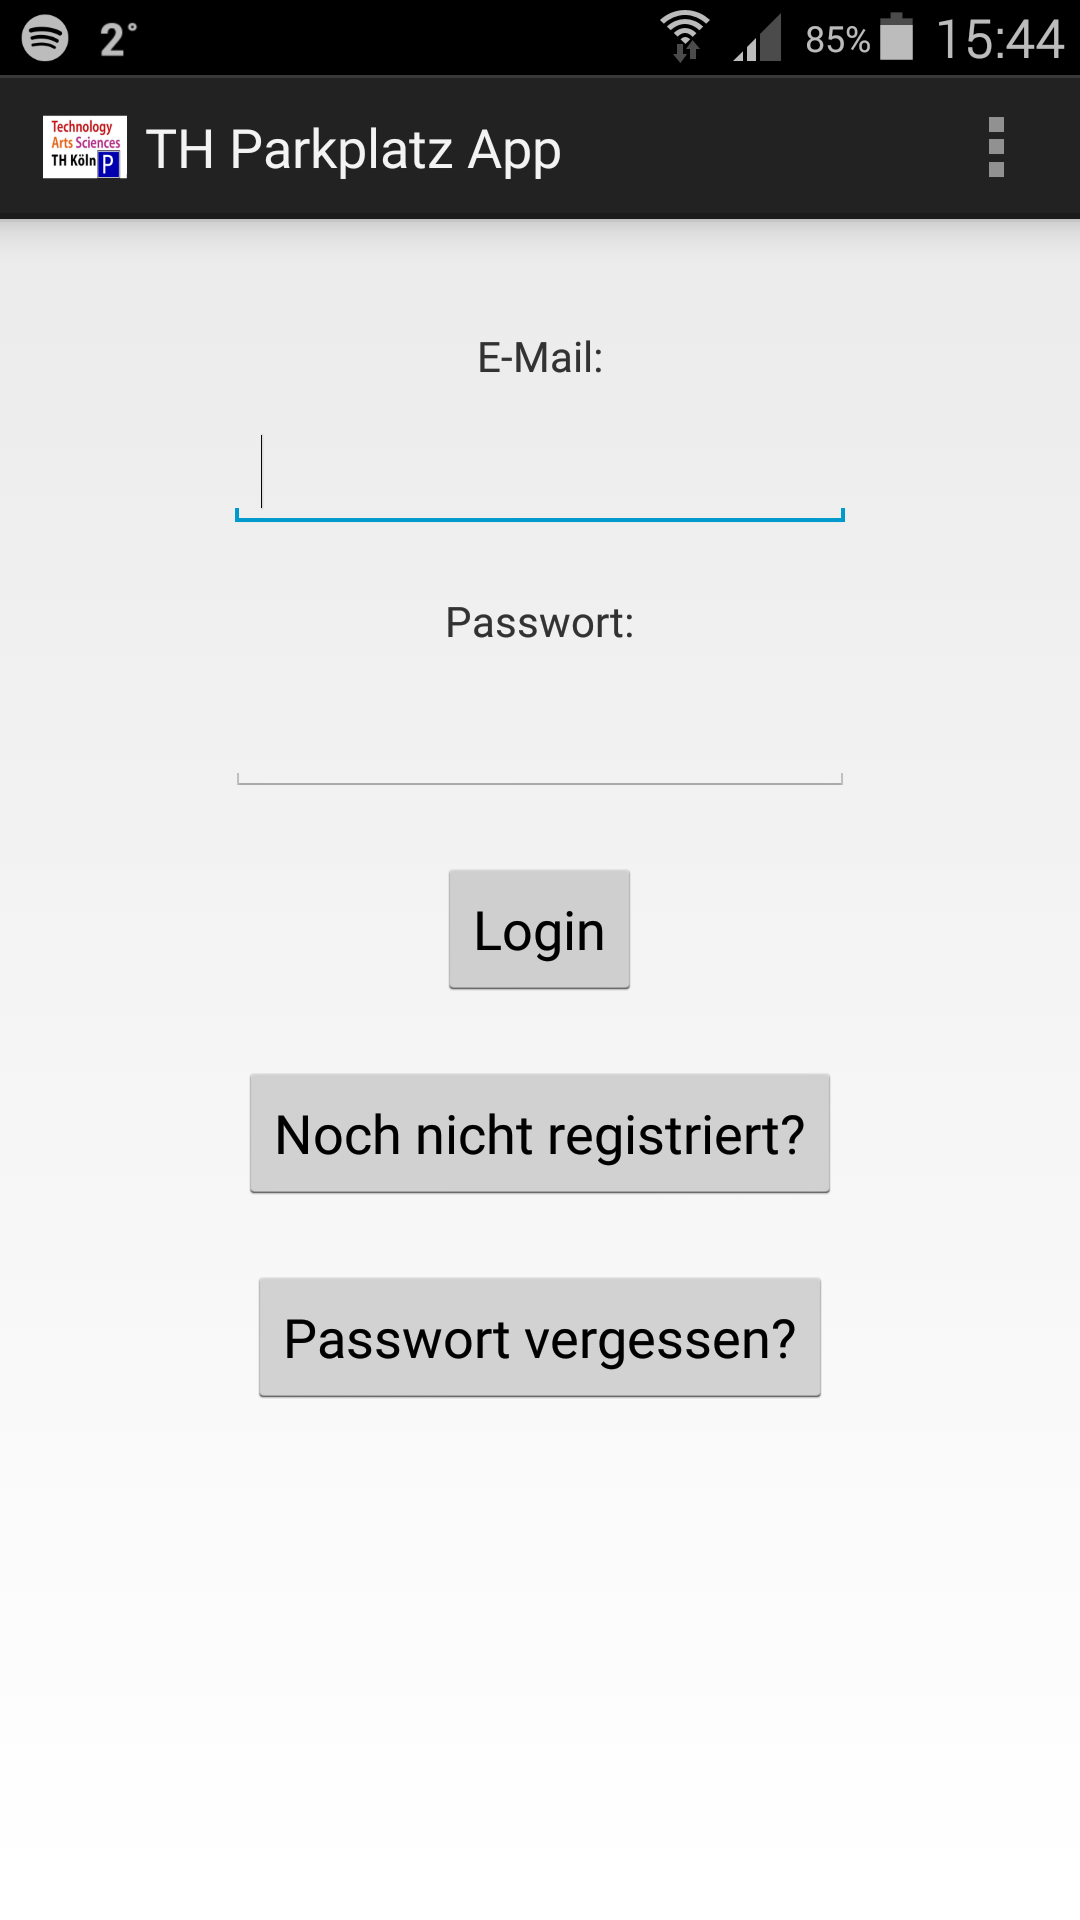 2°
85% 15:44
Technology
Arts Sciences
TH Köln P
TH Parkplatz App
E-Mail:
Passwort:
Login
Noch nicht registriert?
Passwort vergessen?